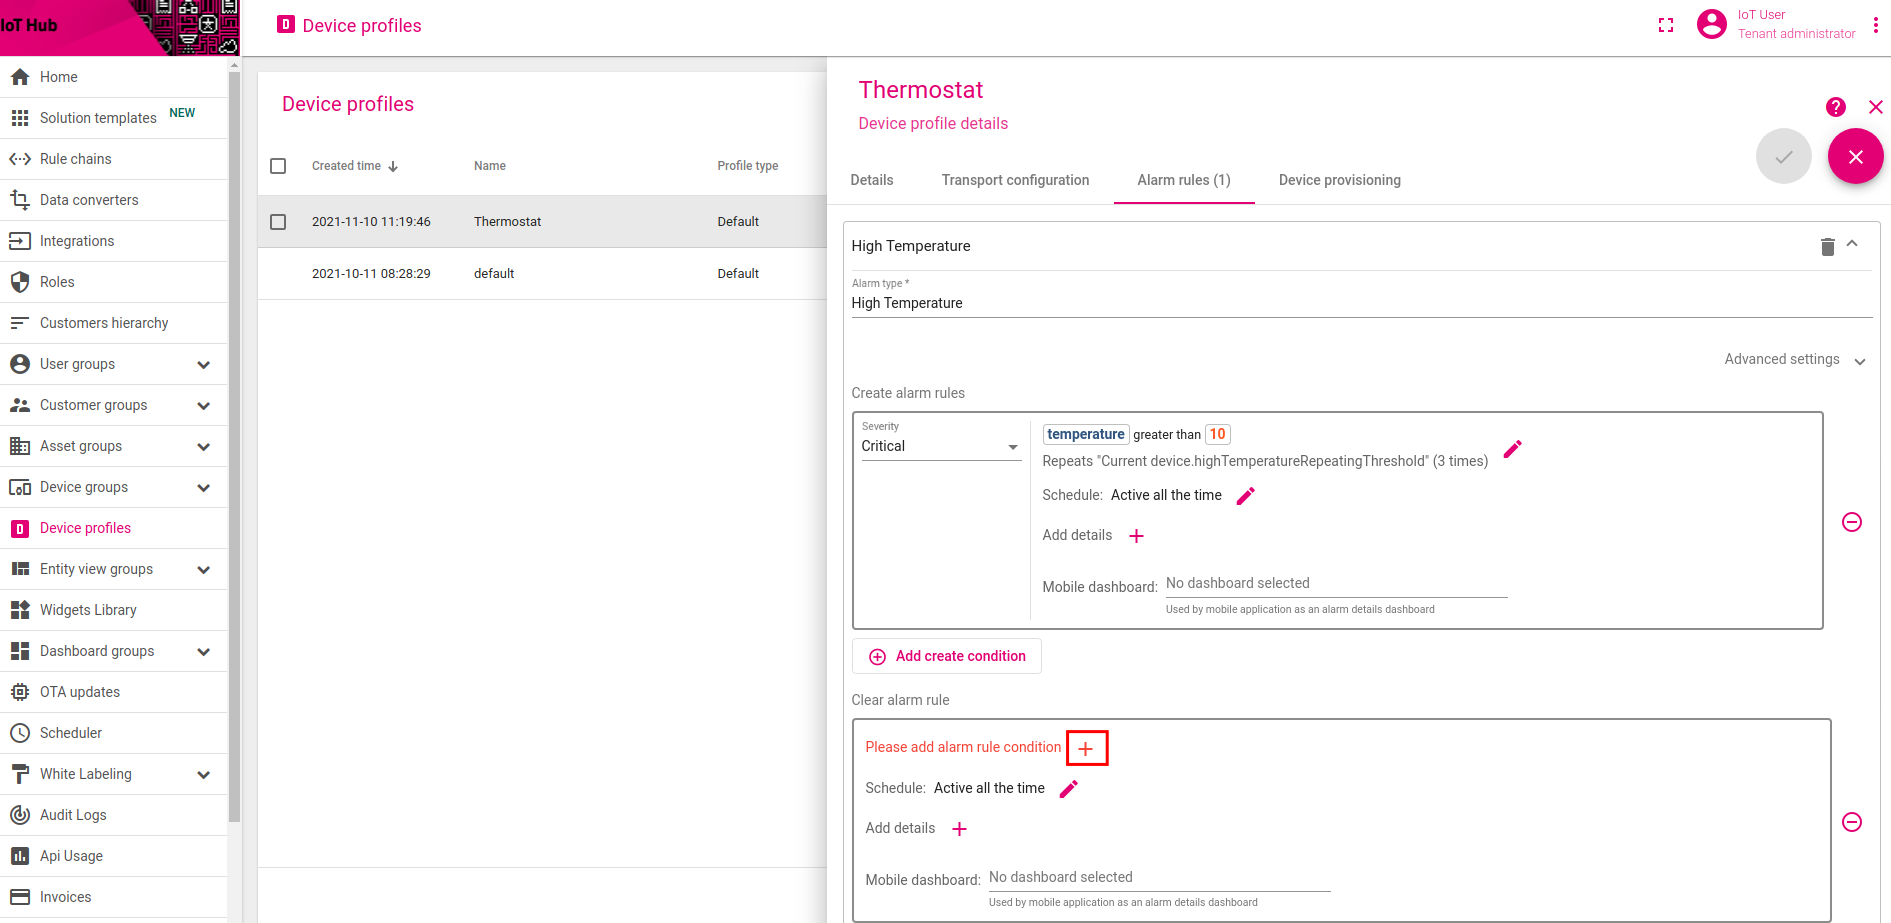 IoT Hub
Device profiles
IoT User
Tenant administrator
Home
Solution templates NEW
Rule chains
Data converters
Integrations
Roles
Customers hierarchy
User groups
Customer groups
Asset groups
Device groups
Device profiles
Entity view groups
Widgets Library
Dashboard groups
OTA updates
Scheduler
White Labeling
Audit Logs
Api Usage
Invoices
Device profiles
Created time Name Profile type
2021-11-10 11:19:46 Thermostat Default
2021-10-11 08:28:29 default Default
Thermostat
Device profile details
Details Transport configuration Alarm rules (1) Device provisioning
High Temperature
Alarm type *
High Temperature
Advanced settings
Create alarm rules
Severity
Critical
temperature greater than 10
Repeats "Current device.highTemperatureRepeatingThreshold" (3 times)
Schedule: Active all the time
Add details
Mobile dashboard: No dashboard selected
Used by mobile application as an alarm details dashboard
Add create condition
Clear alarm rule
Please add alarm rule condition
Schedule: Active all the time
Add details
Mobile dashboard: No dashboard selected
Used by mobile application as an alarm details dashboard